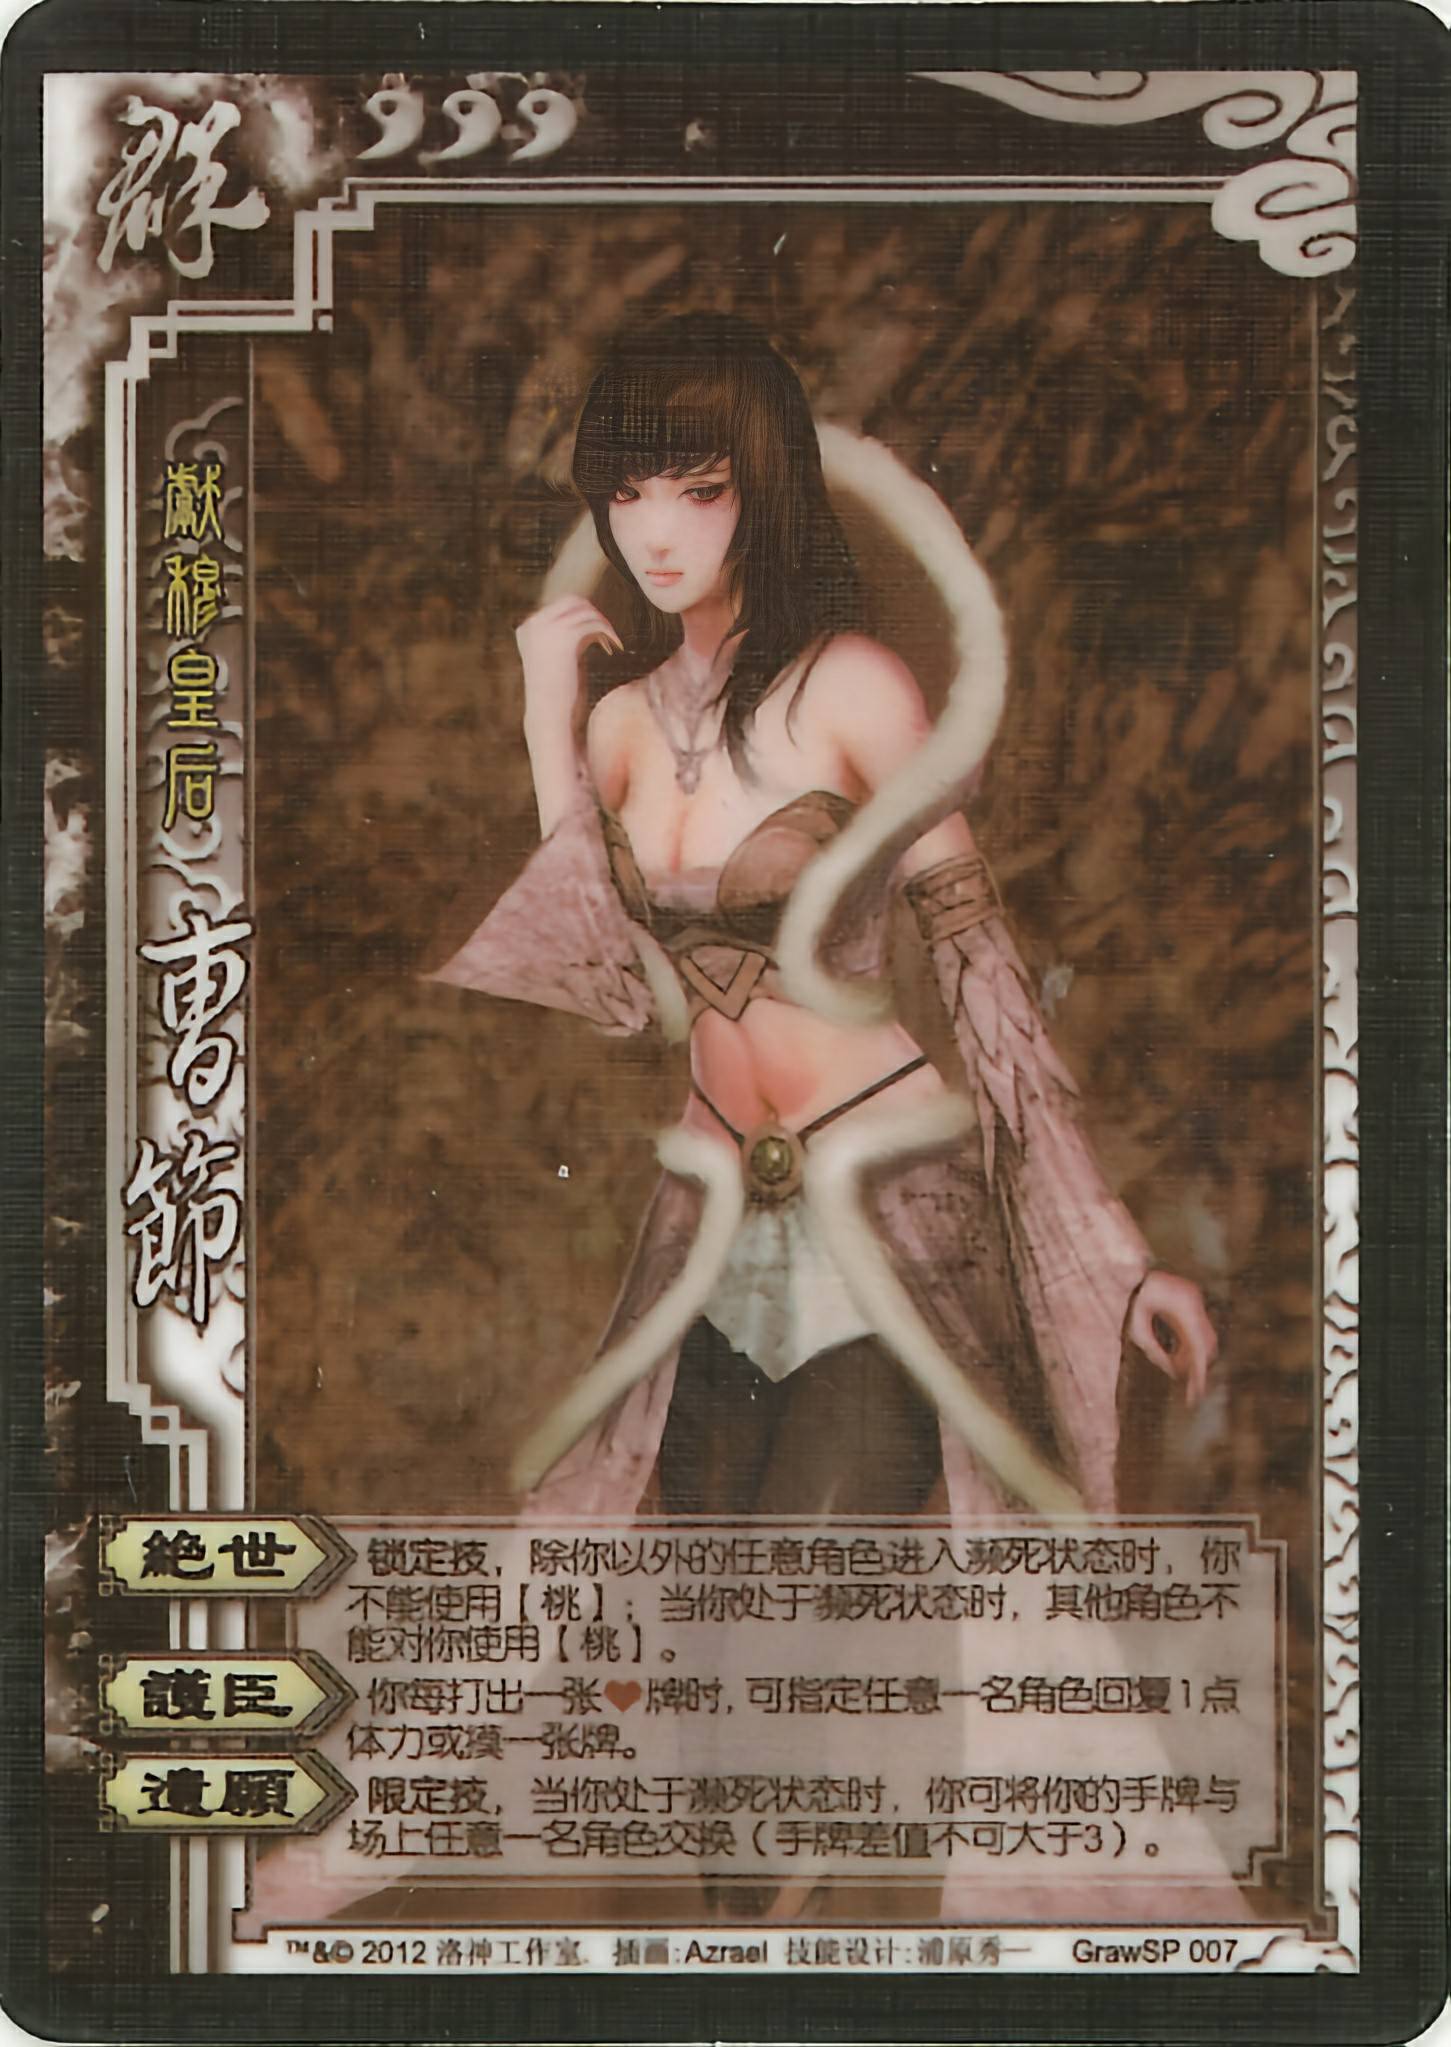 群
獻穆皇后
曹節
絕世
锁定技，除你以外的任意角色进入濒死状态时，你
不能使用【桃】；当你处于濒死状态时，其他角色不
能对你使用【桃】。
護臣
你每打出一张♥牌时，可指定任意一名角色回复1点
体力或摸一张牌。
遺願
限定技，当你处于濒死状态时，你可将你的手牌与
场上任意一名角色交换（手牌差值不可大于3）。
™&© 2012 洛神工作室. 插画:Azrael 技能设计:浦原秀一 GrawSP 007